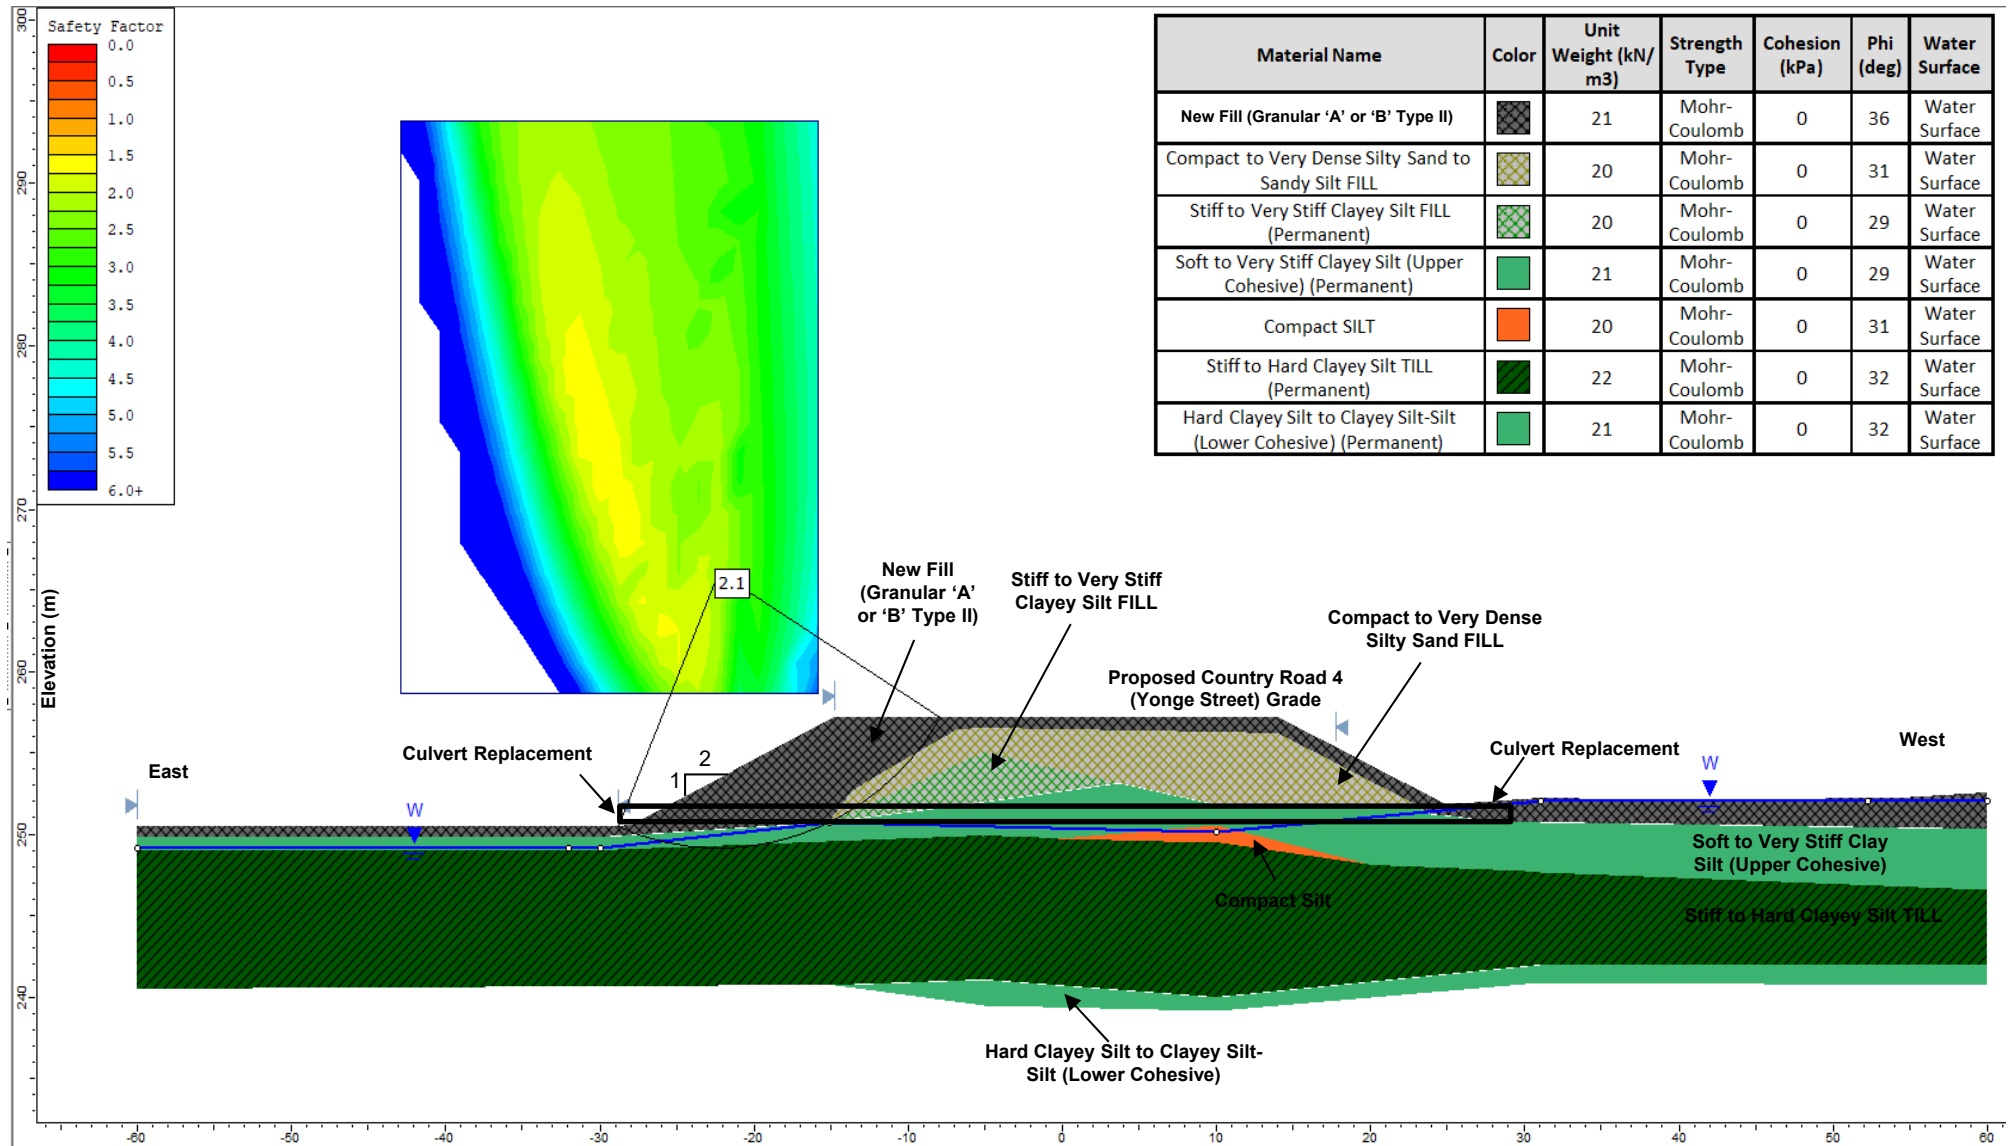 Safety Factor
0.0
0.5
1.0
1.5
2.0
2.5
3.0
3.5
4.0
4.5
5.0
5.5
6.0+
Material Name Color Unit Weight (kN/ m3) Strength Type Cohesion (kPa) Phi (deg) Water Surface
New Fill (Granular ‘A’ or ‘B’ Type II) 21 Mohr-Coulomb 0 36 Water Surface
Compact to Very Dense Silty Sand to Sandy Silt FILL 20 Mohr-Coulomb 0 31 Water Surface
Stiff to Very Stiff Clayey Silt FILL (Permanent) 20 Mohr-Coulomb 0 29 Water Surface
Soft to Very Stiff Clayey Silt (Upper Cohesive) (Permanent) 21 Mohr-Coulomb 0 29 Water Surface
Compact SILT 20 Mohr-Coulomb 0 31 Water Surface
Stiff to Hard Clayey Silt TILL (Permanent) 22 Mohr-Coulomb 0 32 Water Surface
Hard Clayey Silt to Clayey Silt-Silt (Lower Cohesive) (Permanent) 21 Mohr-Coulomb 0 32 Water Surface
300
290
280
270
260
250
240
Elevation (m)
2.1
New Fill
(Granular ‘A’
or ‘B’ Type II)
Stiff to Very Stiff
Clayey Silt FILL
Compact to Very Dense
Silty Sand FILL
Proposed Country Road 4
(Yonge Street) Grade
Culvert Replacement
2
1
East
W
Culvert Replacement
West
W
Soft to Very Stiff Clay
Silt (Upper Cohesive)
Compact Silt
Stiff to Hard Clayey Silt TILL
Hard Clayey Silt to Clayey Silt-
Silt (Lower Cohesive)
-60 -50 -40 -30 -20 -10 0 10 20 30 40 50 60